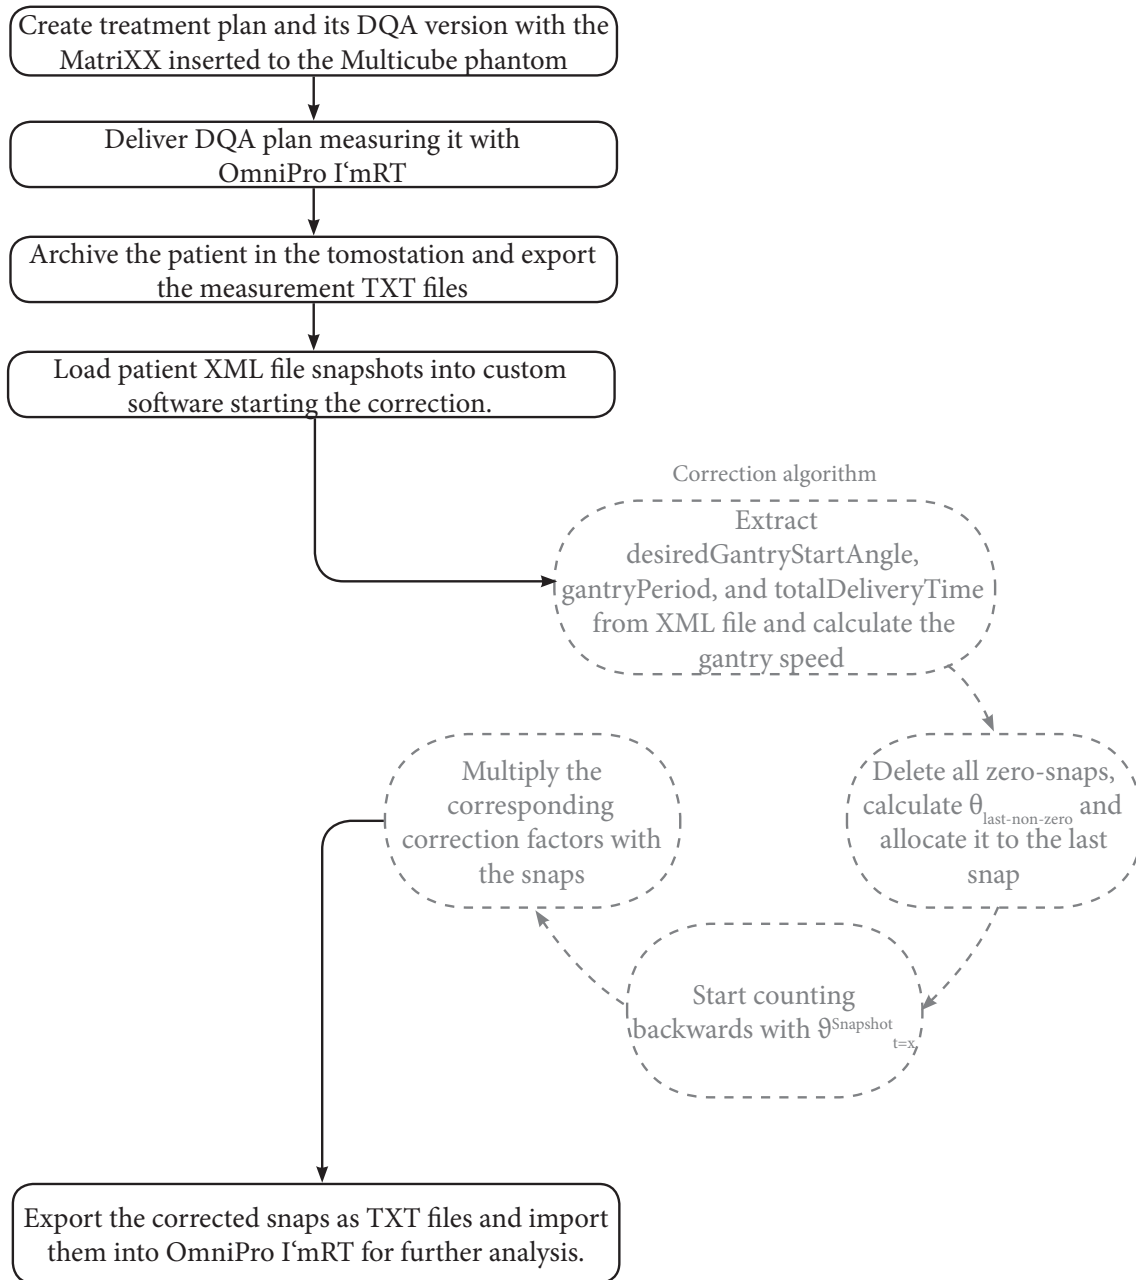 Create treatment plan and its DQA version with the
MatriXX inserted to the Multicube phantom
Deliver DQA plan measuring it with
OmniPro I‘mRT
Archive the patient in the tomostation and export
the measurement TXT files
Load patient XML file snapshots into custom
software starting the correction.
Correction algorithm
Extract
desiredGantryStartAngle,
gantryPeriod, and totalDeliveryTime
from XML file and calculate the
gantry speed
Delete all zero-snaps,
calculate θlast-non-zero and
allocate it to the last
snap
Start counting
backwards with ϑSnapshot t=x
Multiply the
corresponding
correction factors with
the snaps
Export the corrected snaps as TXT files and import
them into OmniPro I‘mRT for further analysis.